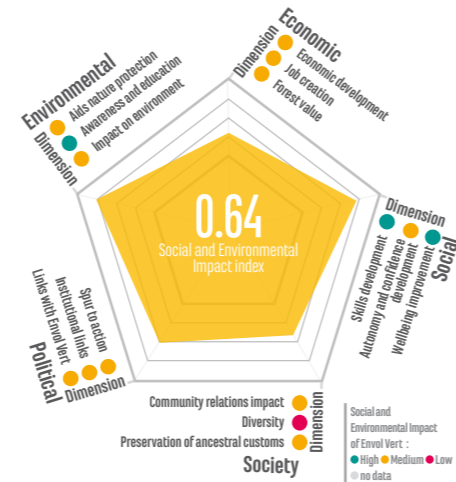 Economic
Dimension
Economic development
Job creation
Forest value
Environmental
Dimension
Aids nature protection
Awareness and education
Impact on environment
0.64
Social and Environmental
Impact index
Dimension
Social
Skills development
Autonomy and confidence
development
Wellbeing improvement
Political
Dimension
Links with Envol Vert
Institutional links
Spur to action
Community relations impact
Diversity
Preservation of ancestral customs
Dimension
Society
Social and
Environmental Impact
of Envol Vert :
High Medium Low
no data